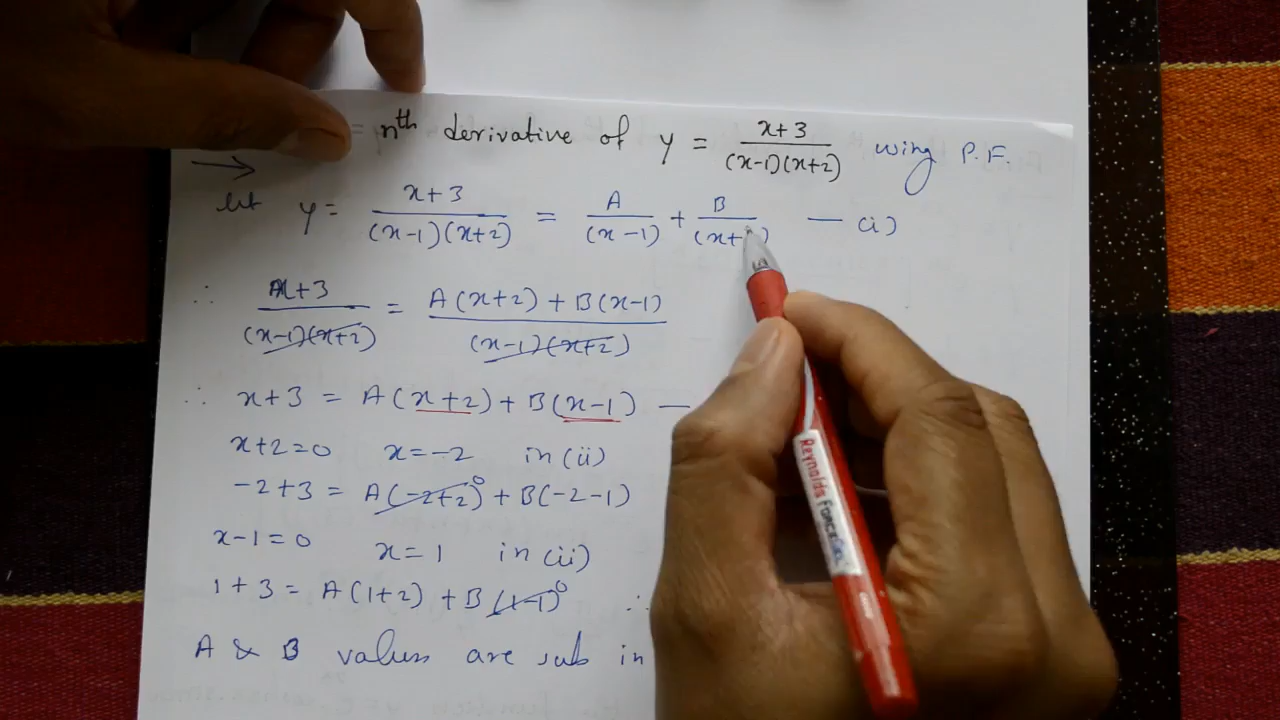 = nth derivative of y = x+3 / (x-1)(x+2) using P.F.
→ let y = x+3 / (x-1)(x+2) = A / (x-1) + B / (x+ ) — (i)
∴ x+3 / (x-1)(x+2) = A(x+2) + B(x-1) / (x-1)(x+2)
∴ x+3 = A(x+2) + B(x-1) —
x+2=0 x=-2 in (ii)
-2+3 = A(-2+2)⁰ + B(-2-1)
x-1=0 x=1 in (ii)
1+3 = A(1+2) + B(1-1)⁰ ∴
A & B values are sub in
Reynolds